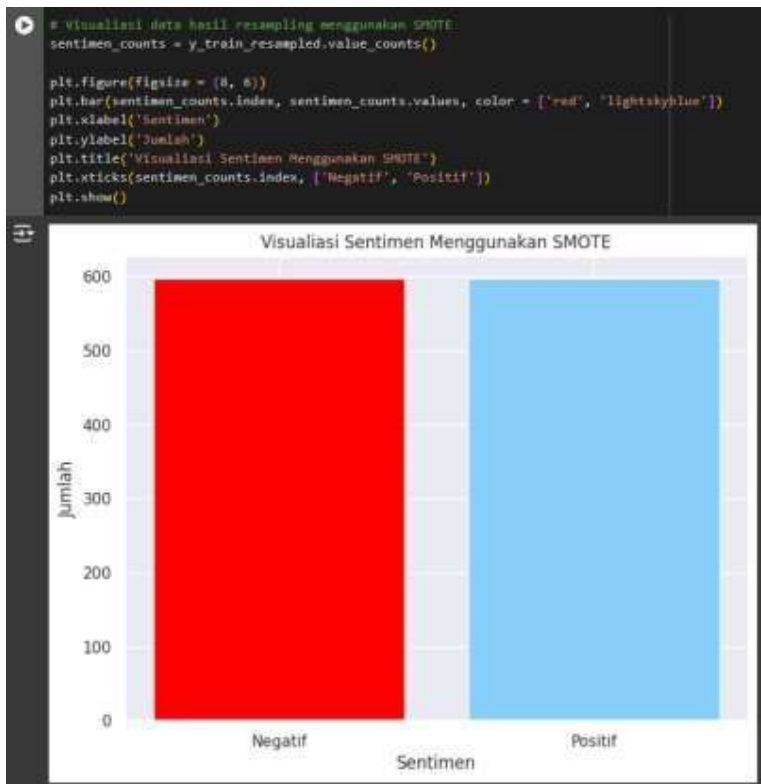 # Visualiasi data hasil resampling menggunakan SMOTE
sentimen_counts = y_train_resampled.value_counts()
plt.figure(figsize = (8, 6))
plt.bar(sentimen_counts.index, sentimen_counts.values, color = ['red', 'lightskyblue'])
plt.xlabel('Sentimen')
plt.ylabel('Jumlah')
plt.title('Visualiasi Sentimen Menggunakan SMOTE')
plt.xticks(sentimen_counts.index, ['Negatif', 'Positif'])
plt.show()
Visualiasi Sentimen Menggunakan SMOTE
600
500
400
300
200
100
0
Jumlah
Negatif
Positif
Sentimen